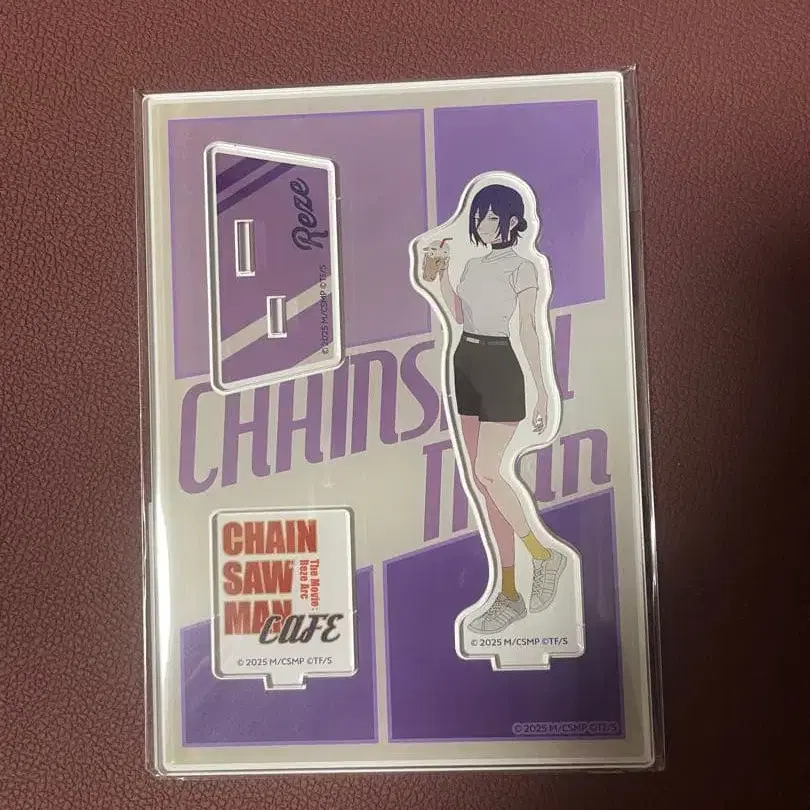 Reze
© 2025 M/CSMP ©TF/S
CHAINSAW
Man
CHAIN
SAW
MAN
The Movie:
Reze Arc
CAFE
© 2025 M/CSMP ©TF/S
© 2025 M/CSMP ©TF/S
© 2025 M/CSMP ©TF/S